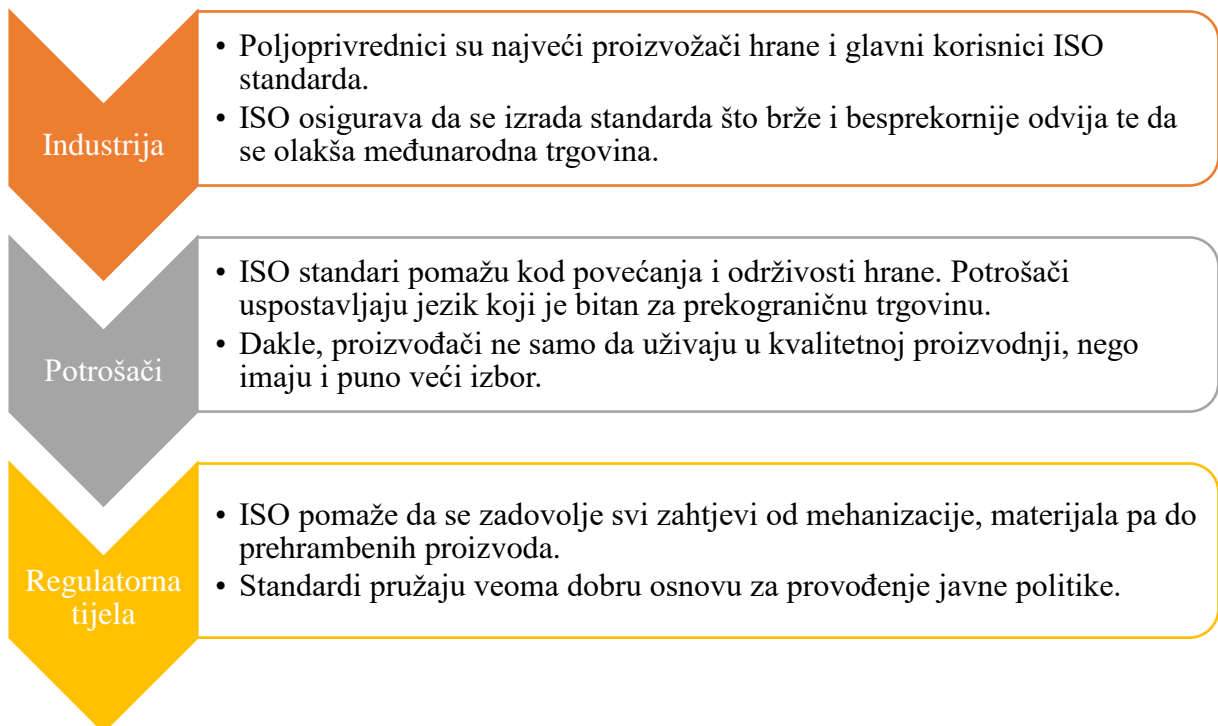 Industrija
• Poljoprivrednici su najveći proizvožači hrane i glavni korisnici ISO
standarda.
• ISO osigurava da se izrada standarda što brže i besprekornije odvija te da
se olakša međunarodna trgovina.
Potrošači
• ISO standari pomažu kod povećanja i održivosti hrane. Potrošači
uspostavljaju jezik koji je bitan za prekograničnu trgovinu.
• Dakle, proizvođači ne samo da uživaju u kvalitetnoj proizvodnji, nego
imaju i puno veći izbor.
Regulatorna
tijela
• ISO pomaže da se zadovolje svi zahtjevi od mehanizacije, materijala pa do
prehrambenih proizvoda.
• Standardi pružaju veoma dobru osnovu za provođenje javne politike.